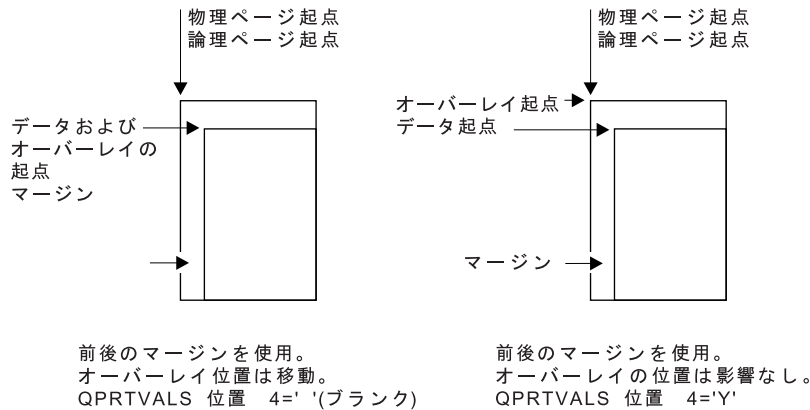 物理ページ起点
論理ページ起点
データおよび
オーバーレイの
起点
マージン
前後のマージンを使用。
オーバーレイ位置は移動。
QPRTVALS 位置 4=' '(ブランク)
物理ページ起点
論理ページ起点
オーバーレイ起点
データ起点
マージン
前後のマージンを使用。
オーバーレイの位置は影響なし。
QPRTVALS 位置 4='Y'